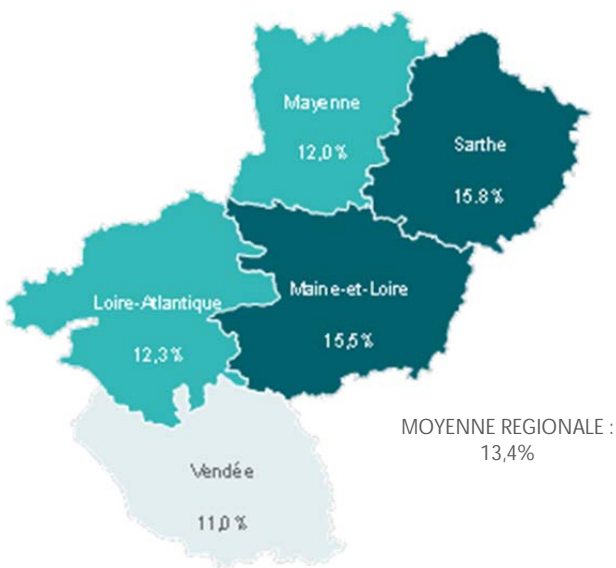 Mayenne
12,0%
Sarthe
15.8%
Loire-Atlantique
12,3%
Maine-et-Loire
15,5%
MOYENNE REGIONALE :
13,4%
Vendée
11,0 %